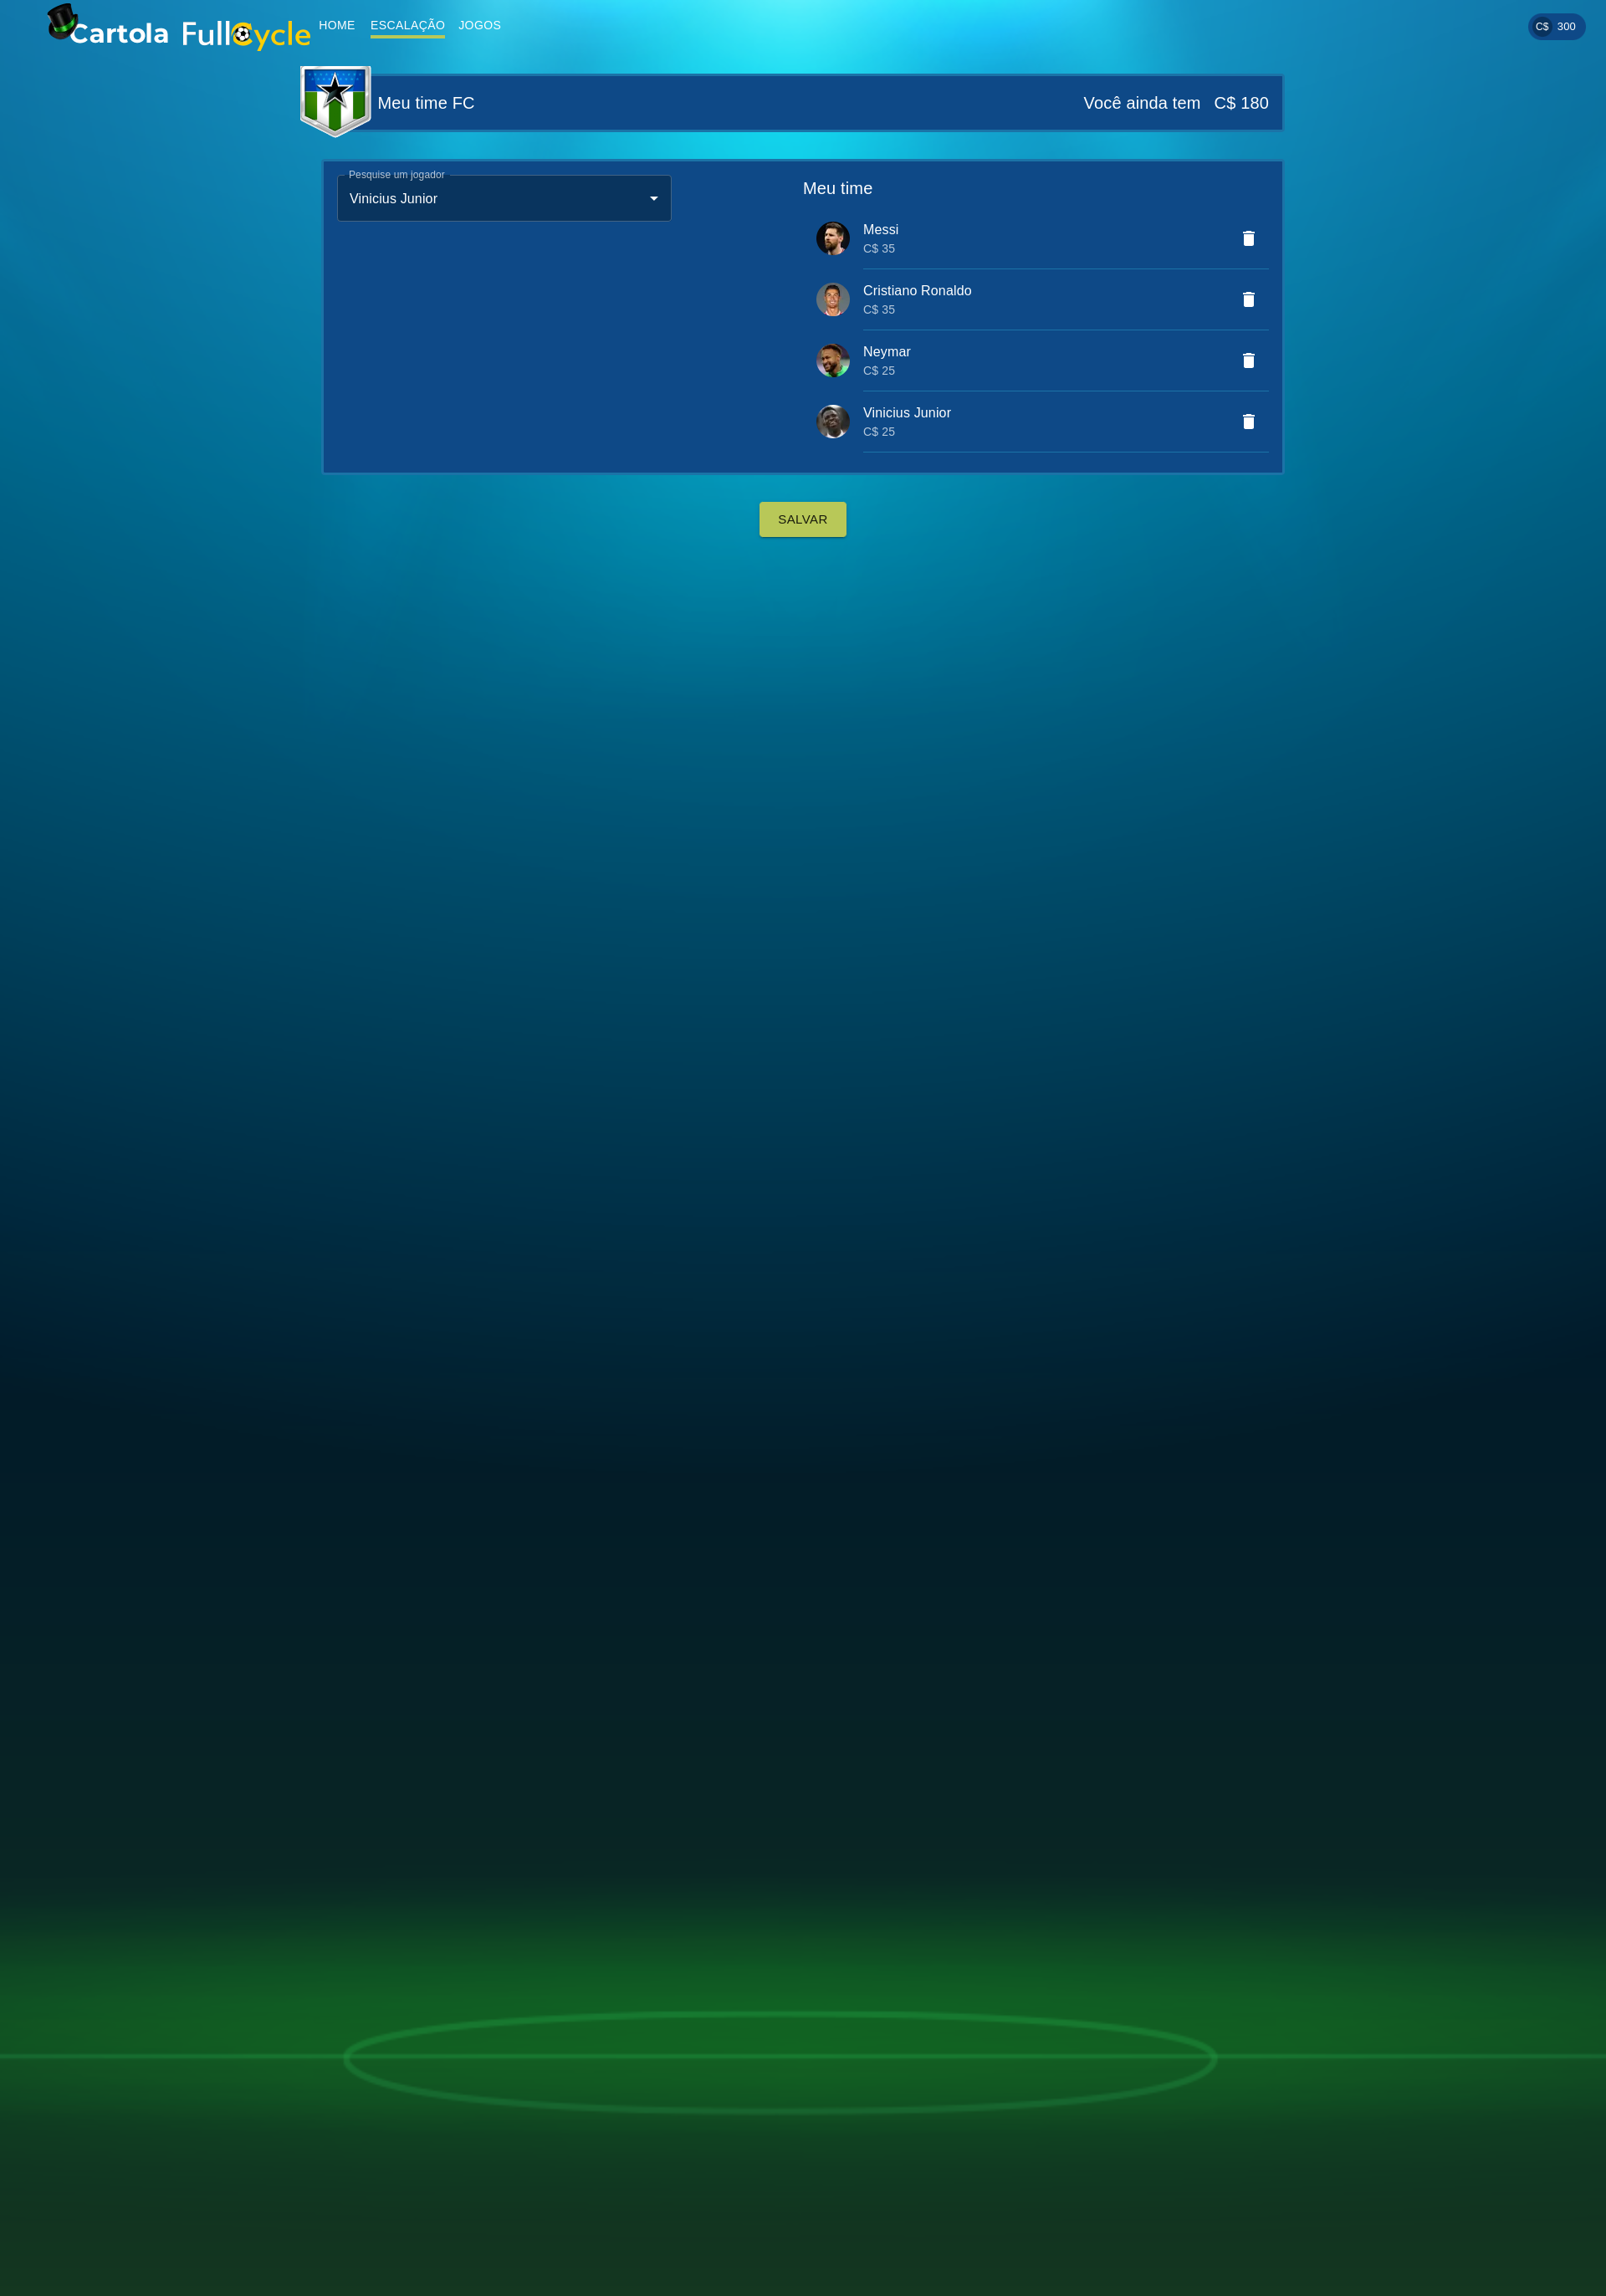 Cartola FullCycle
HOME ESCALAÇÃO JOGOS
C$ 300
Meu time FC
Você ainda tem C$ 180
Pesquise um jogador
Vinicius Junior
Meu time
Messi
C$ 35
Cristiano Ronaldo
C$ 35
Neymar
C$ 25
Vinicius Junior
C$ 25
SALVAR